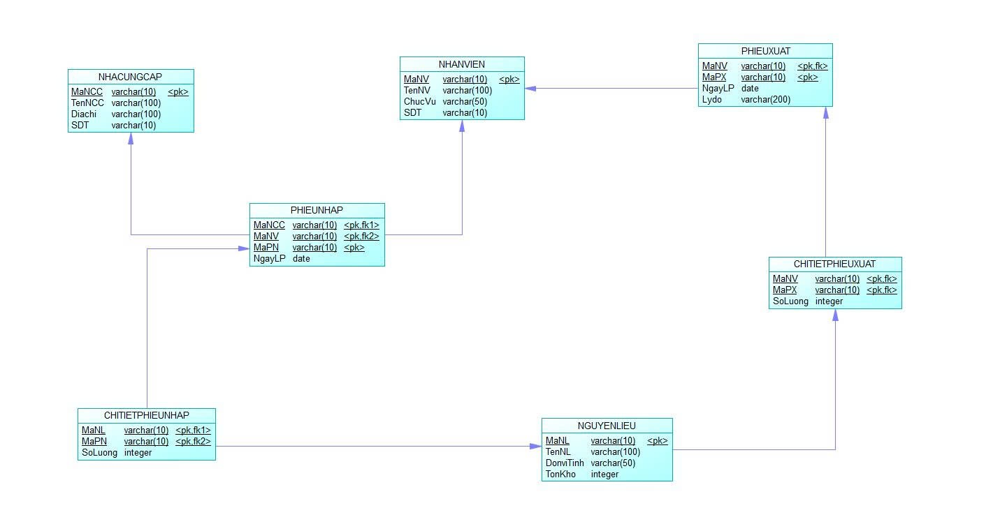 NHACUNGCAP
MaNCC varchar(10) <pk>
TenNCC varchar(100)
Diachi varchar(100)
SDT varchar(10)
NHANVIEN
MaNV varchar(10) <pk>
TenNV varchar(100)
ChucVu varchar(50)
SDT varchar(10)
PHIEUXUAT
MaNV varchar(10) <pk,fk>
MaPX varchar(10) <pk>
NgayLP date
Lydo varchar(200)
PHIEUNHAP
MaNCC varchar(10) <pk,fk1>
MaNV varchar(10) <pk,fk2>
MaPN varchar(10) <pk>
NgayLP date
CHITIETPHIEUXUAT
MaNV varchar(10) <pk,fk>
MaPX varchar(10) <pk,fk>
SoLuong integer
CHITIETPHIEUNHAP
MaNL varchar(10) <pk,fk1>
MaPN varchar(10) <pk,fk2>
SoLuong integer
NGUYENLIEU
MaNL varchar(10) <pk>
TenNL varchar(100)
DonviTinh varchar(50)
TonKho integer